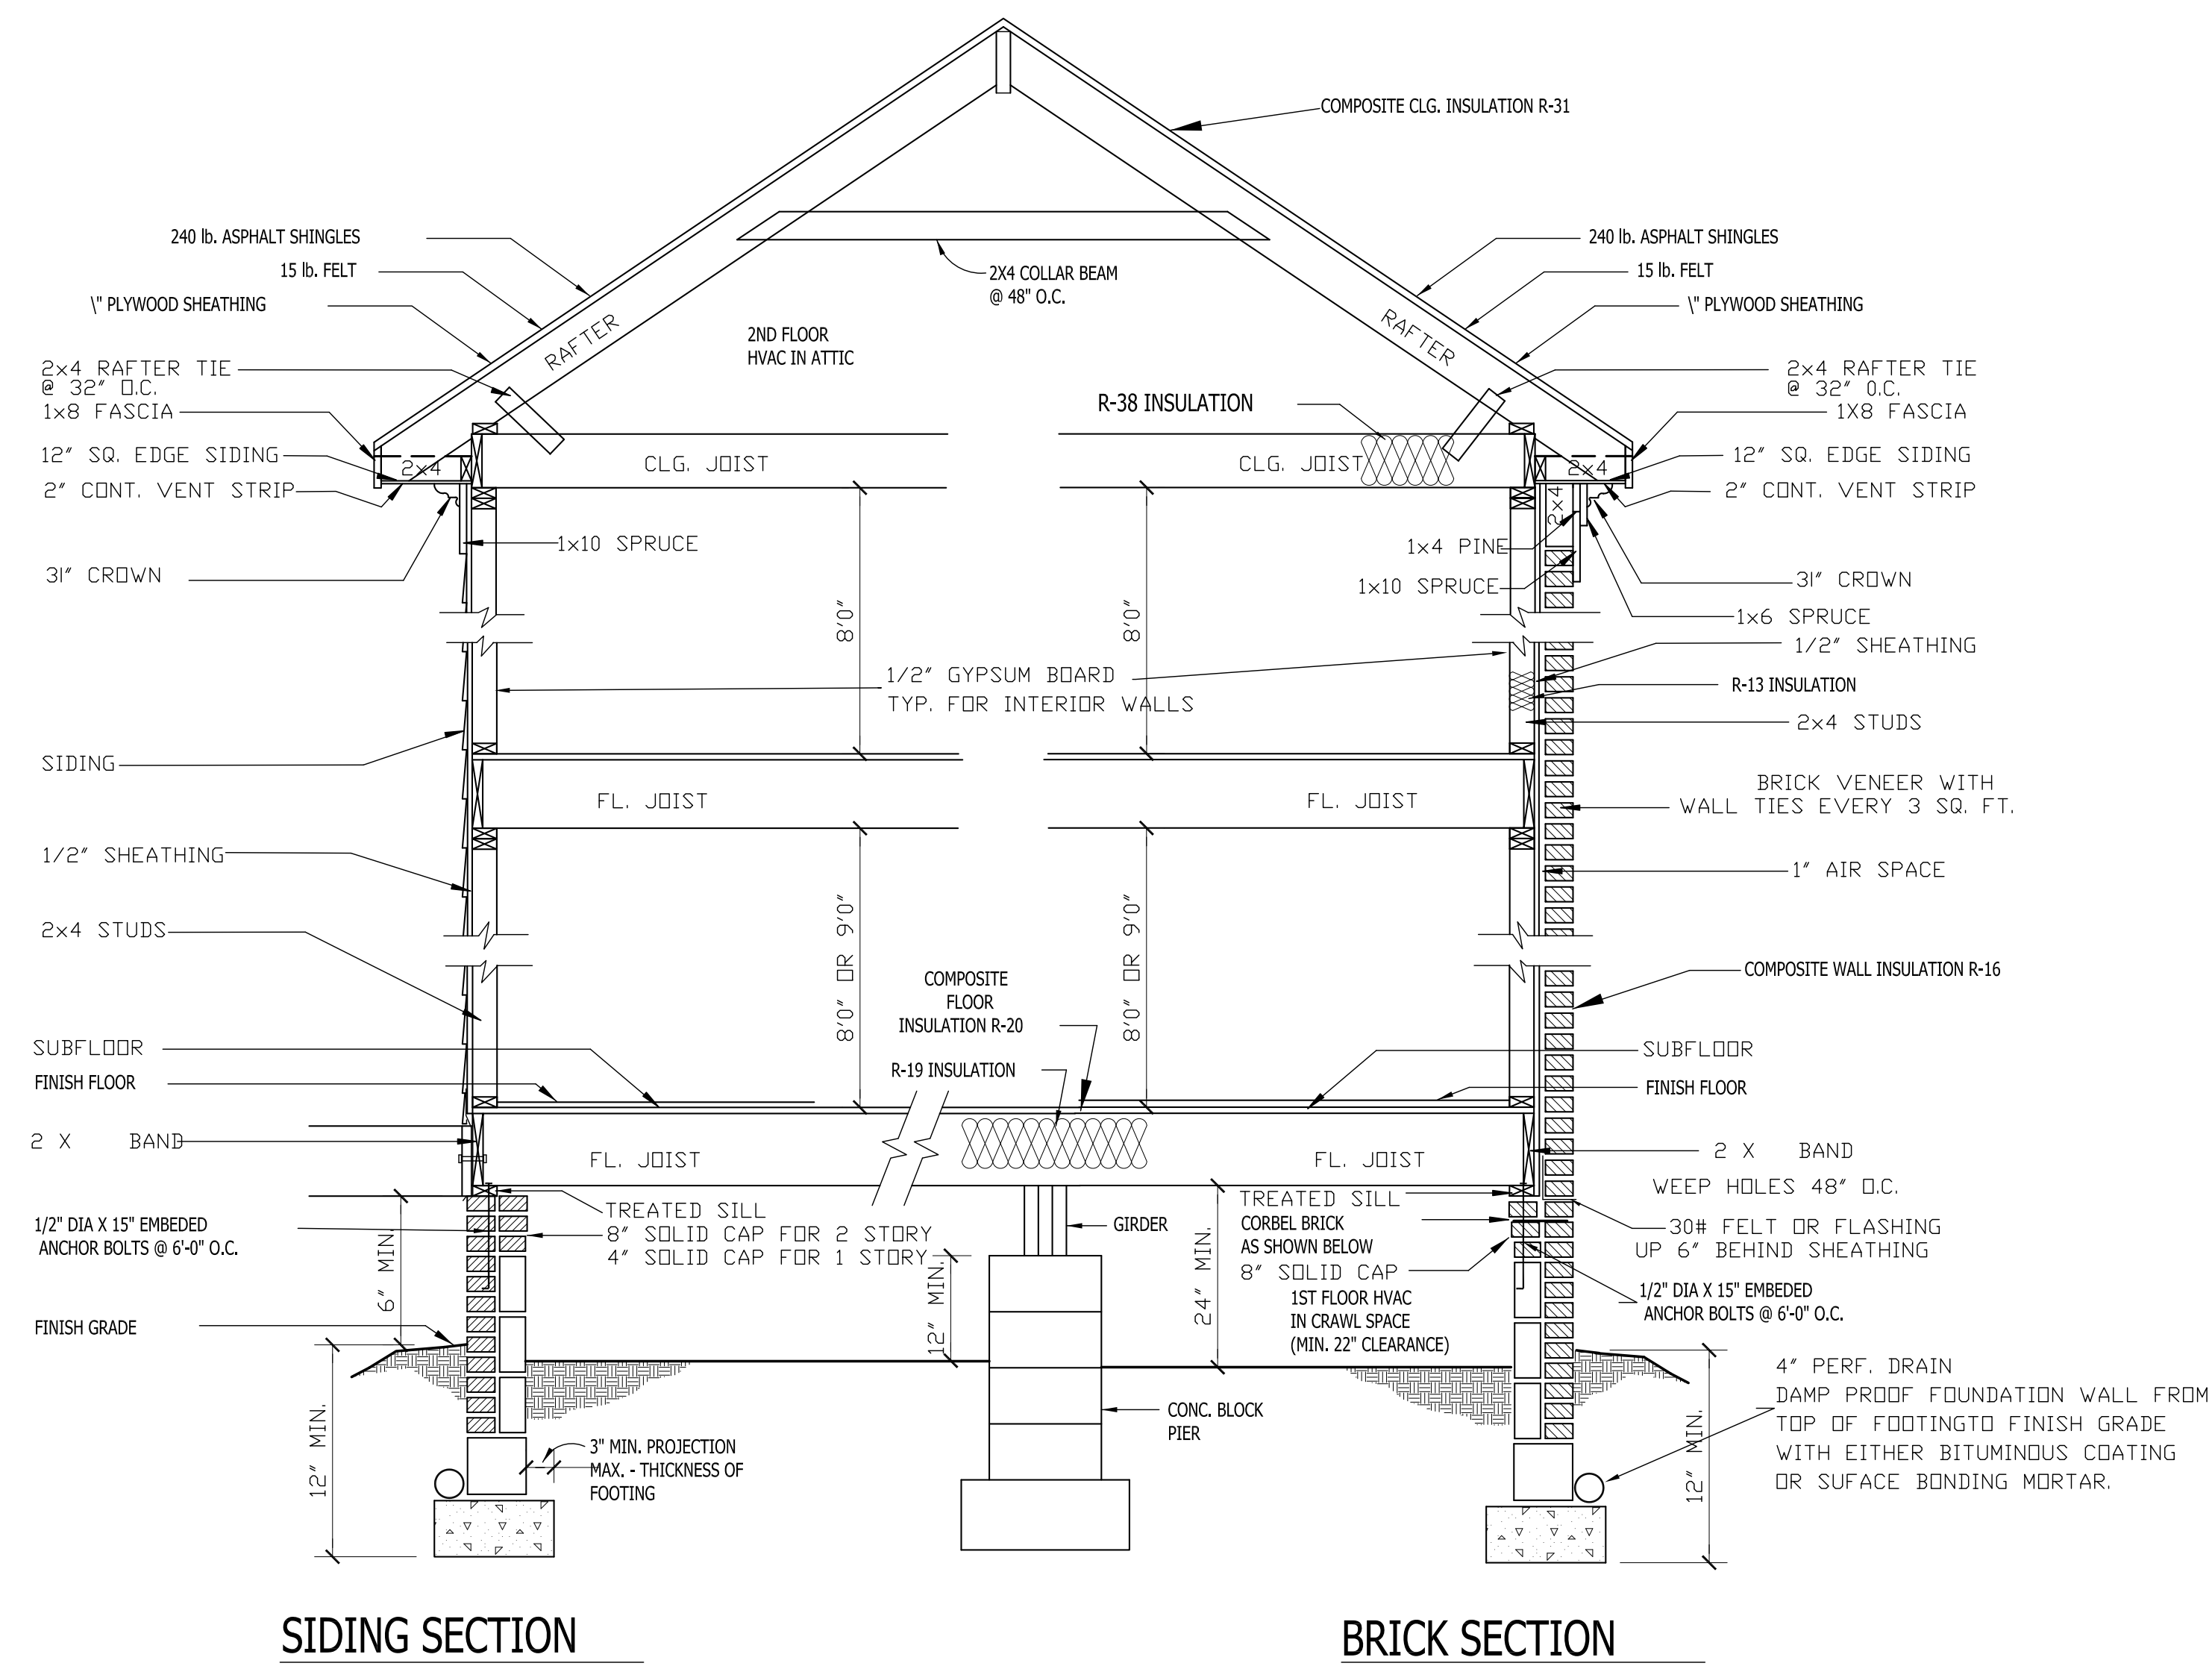 COMPOSITE CLG. INSULATION R-31
240 lb. ASPHALT SHINGLES
15 lb. FELT
\" PLYWOOD SHEATHING
2x4 RAFTER TIE
@ 32" O.C.
1x8 FASCIA
12" SQ. EDGE SIDING
2" CONT. VENT STRIP
31" CROWN
RAFTER
2X4 COLLAR BEAM
@ 48" O.C.
2ND FLOOR
HVAC IN ATTIC
R-38 INSULATION
RAFTER
240 lb. ASPHALT SHINGLES
15 lb. FELT
\" PLYWOOD SHEATHING
2x4 RAFTER TIE
@ 32" O.C.
1X8 FASCIA
12" SQ. EDGE SIDING
2" CONT. VENT STRIP
2x4
CLG. JOIST
CLG. JOIST
2x4
2x4
1x10 SPRUCE
1x4 PINE
1x10 SPRUCE
31" CROWN
1x6 SPRUCE
1/2" SHEATHING
R-13 INSULATION
2x4 STUDS
8'0"
8'0"
1/2" GYPSUM BOARD
TYP. FOR INTERIOR WALLS
SIDING
FL. JOIST
FL. JOIST
BRICK VENEER WITH
WALL TIES EVERY 3 SQ. FT.
1/2" SHEATHING
1" AIR SPACE
2x4 STUDS
8'0" OR 9'0"
8'0" OR 9'0"
COMPOSITE
FLOOR
INSULATION R-20
R-19 INSULATION
COMPOSITE WALL INSULATION R-16
SUBFLOOR
FINISH FLOOR
SUBFLOOR
FINISH FLOOR
2 X BAND
FL. JOIST
FL. JOIST
2 X BAND
WEEP HOLES 48" O.C.
30# FELT OR FLASHING
UP 6" BEHIND SHEATHING
1/2" DIA X 15" EMBEDED
ANCHOR BOLTS @ 6'-0" O.C.
TREATED SILL
8" SOLID CAP FOR 2 STORY
4" SOLID CAP FOR 1 STORY
GIRDER
TREATED SILL
CORBEL BRICK
AS SHOWN BELOW
8" SOLID CAP
1ST FLOOR HVAC
IN CRAWL SPACE
(MIN. 22" CLEARANCE)
1/2" DIA X 15" EMBEDED
ANCHOR BOLTS @ 6'-0" O.C.
6" MIN.
12" MIN.
24" MIN.
FINISH GRADE
12" MIN.
3" MIN. PROJECTION
MAX. - THICKNESS OF
FOOTING
CONC. BLOCK
PIER
12" MIN.
4" PERF. DRAIN
DAMP PROOF FOUNDATION WALL FROM
TOP OF FOOTINGTO FINISH GRADE
WITH EITHER BITUMINOUS COATING
OR SUFACE BONDING MORTAR.
SIDING SECTION
BRICK SECTION